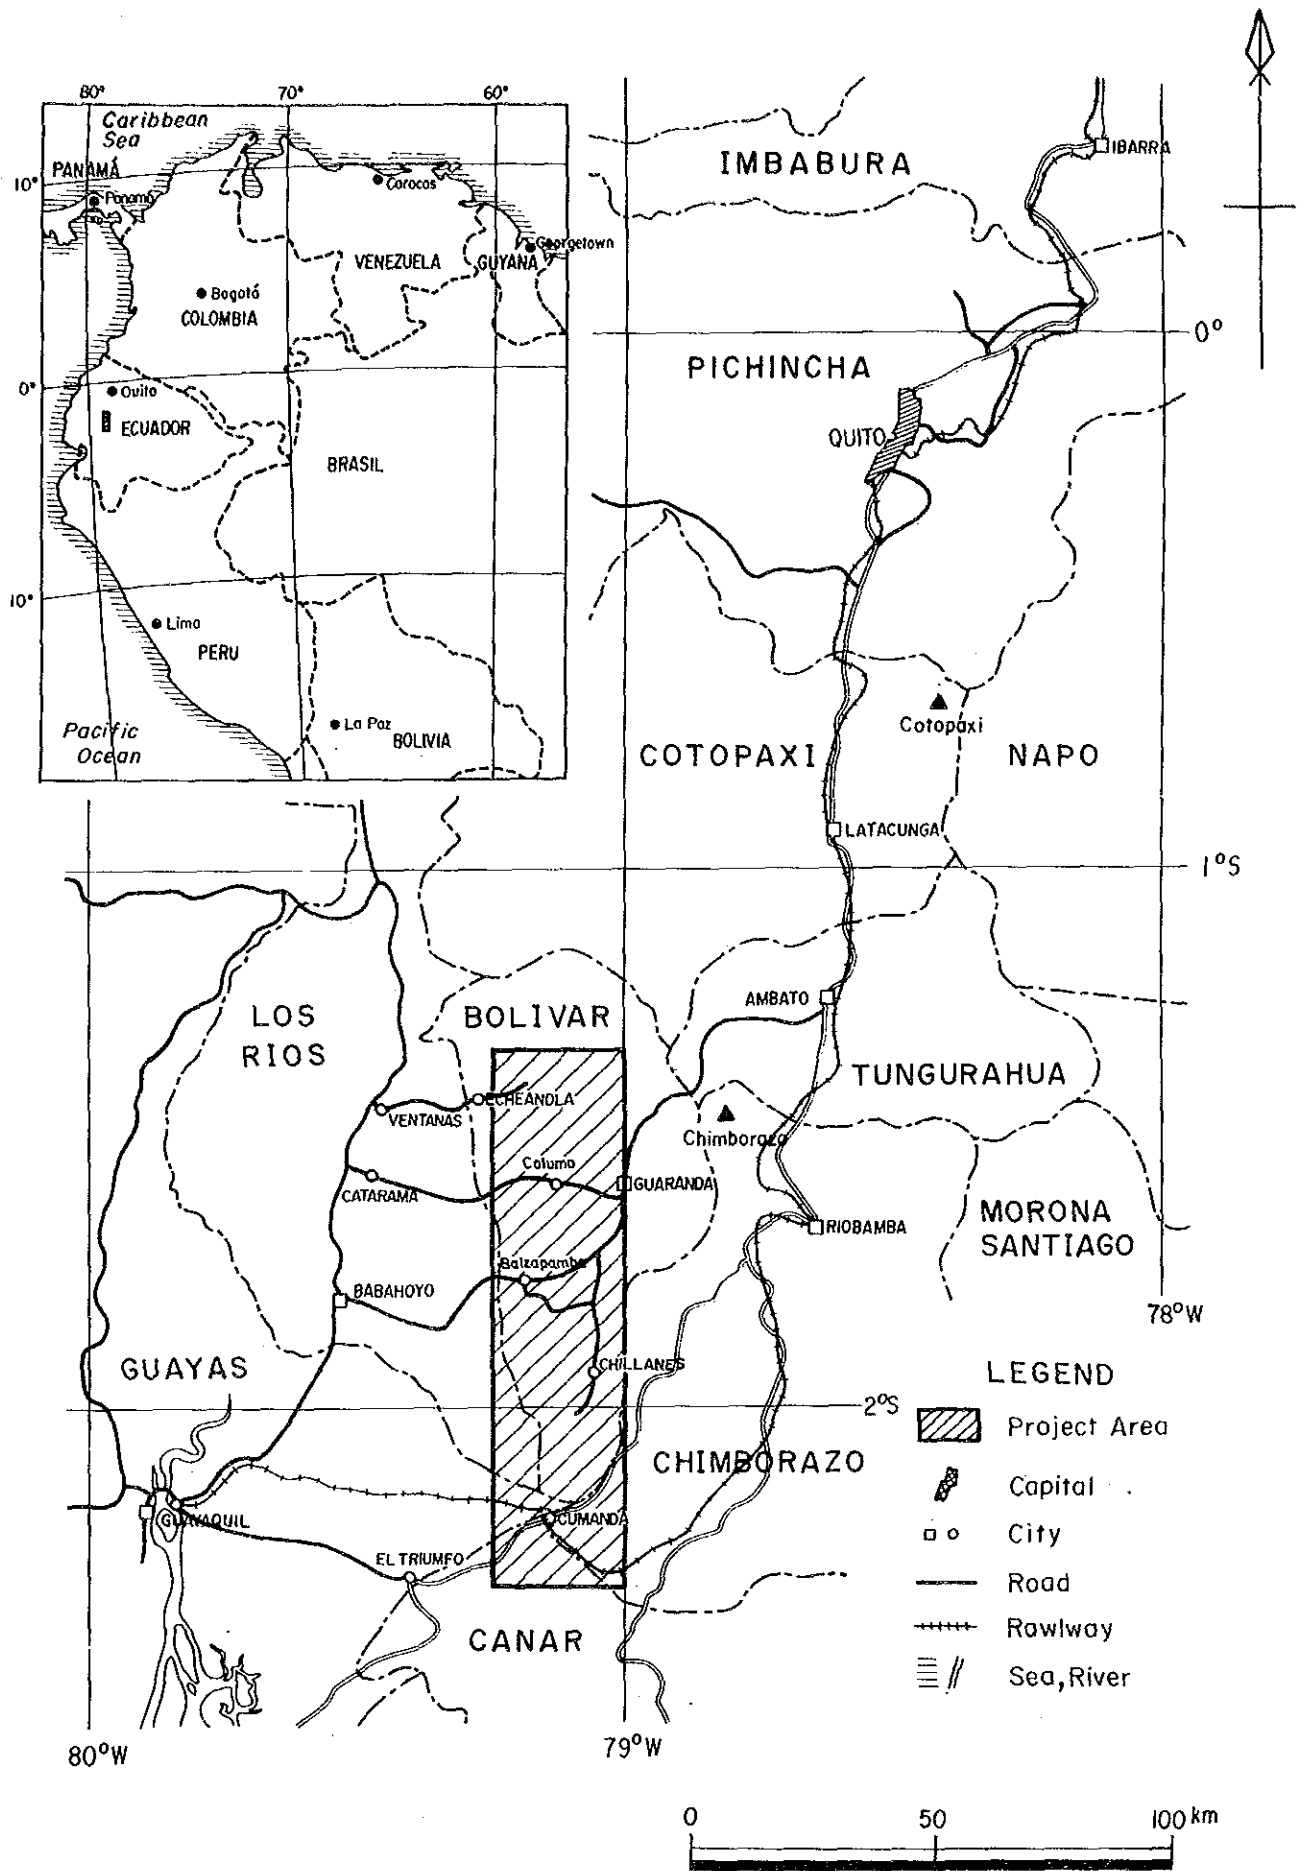 80°
70°
60°
Caribbean
Sea
PANAMÁ
10°
Panamá
Caracas
Georgetown
VENEZUELA
GUYANA
Bogotá
COLOMBIA
0°
Quito
ECUADOR
BRASIL
10°
Lima
PERU
La Paz
BOLIVIA
Pacific
Ocean
IMBABURA
IBARRA
0°
PICHINCHA
QUITO
Cotopaxi
COTOPAXI
NAPO
LATACUNGA
1°S
AMBATO
LOS
RIOS
BOLIVAR
TUNGURAHUA
ECHEANDLA
VENTANAS
Chimborazo
Columa
CATARAMA
GUARANDA
RIOBAMBA
MORONA
SANTIAGO
Balzapamba
BABAHOYO
78°W
GUAYAS
CHILLANES
2°S
CHIMBORAZO
GUAYAQUIL
CUMANDA
EL TRIUMFO
CANAR
80°W
79°W
LEGEND
Project Area
Capital
City
Road
Rawlway
Sea, River
0
50
100 km